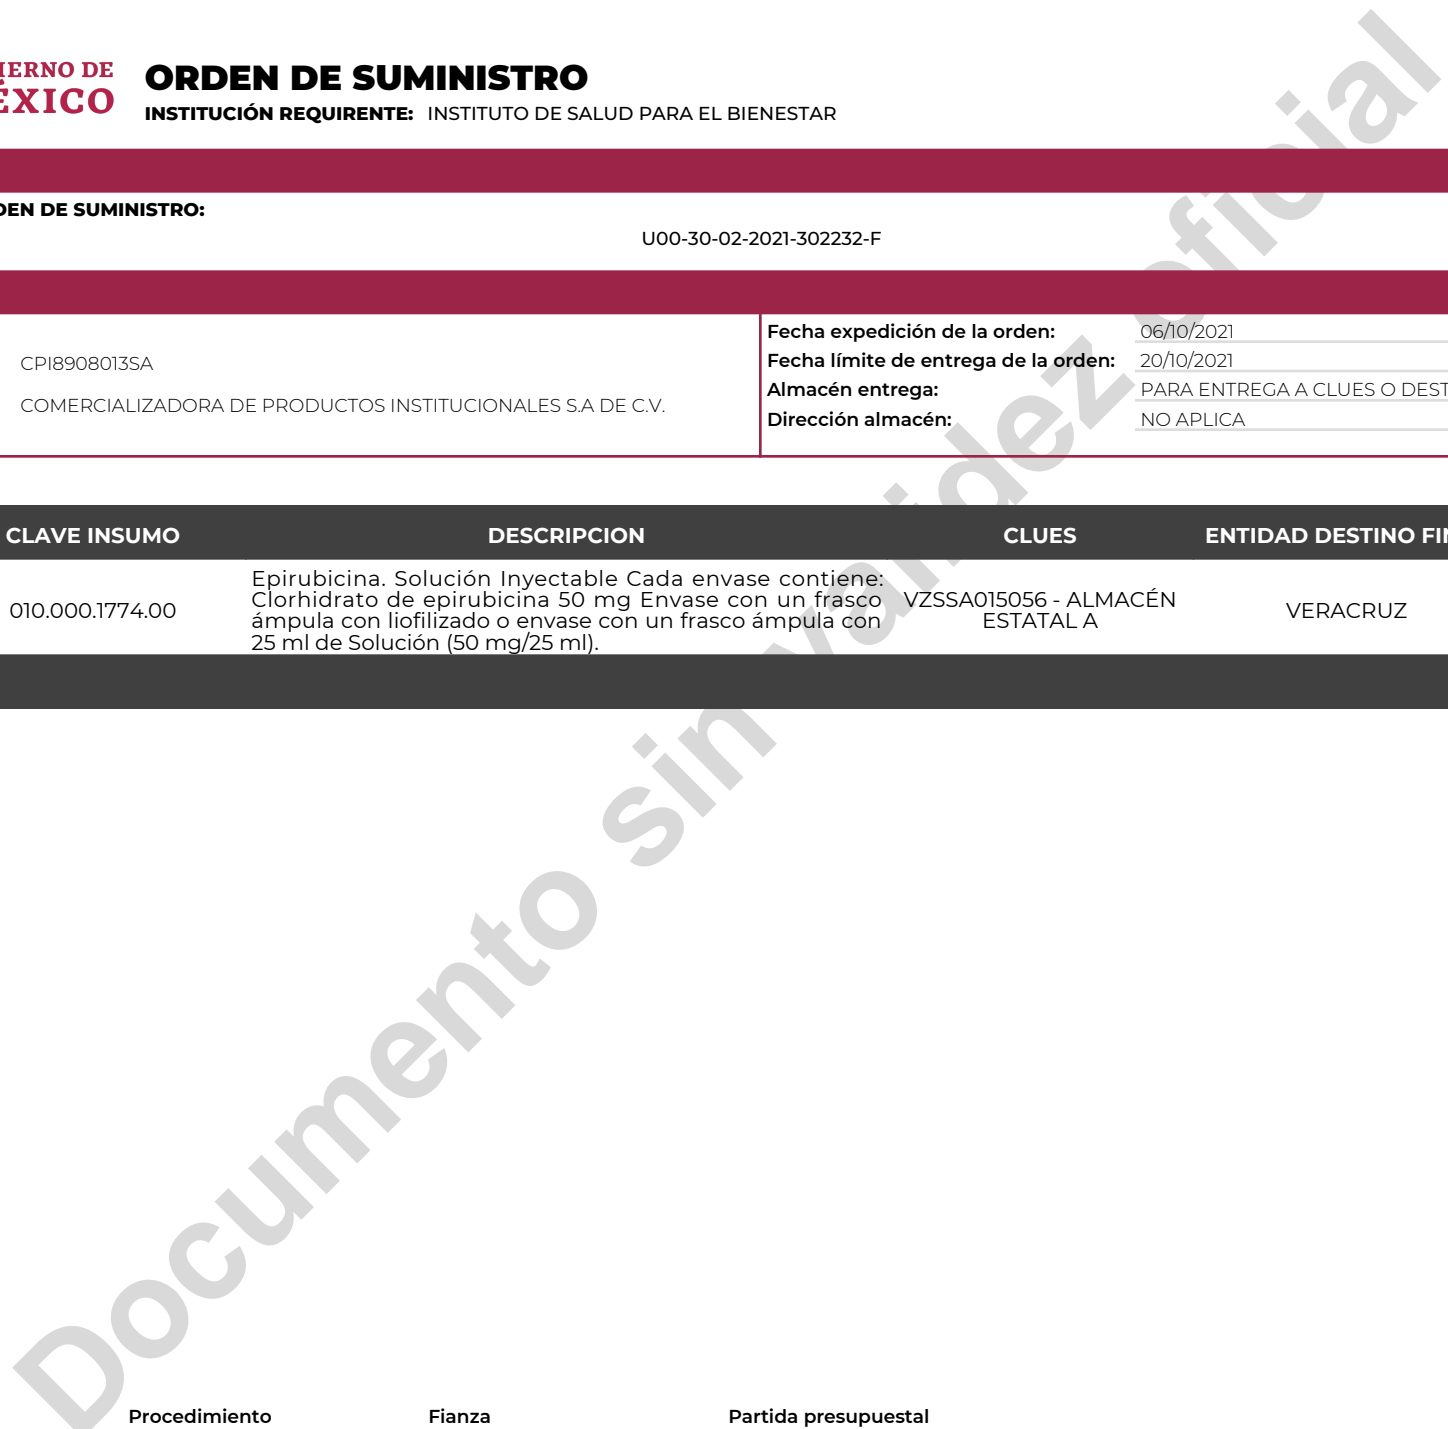 IERNO DE
ÉXICO
ORDEN DE SUMINISTRO
INSTITUCIÓN REQUIRENTE: INSTITUTO DE SALUD PARA EL BIENESTAR
DEN DE SUMINISTRO:
U00-30-02-2021-302232-F
CPI8908013SA
COMERCIALIZADORA DE PRODUCTOS INSTITUCIONALES S.A DE C.V.
Fecha expedición de la orden: 06/10/2021
Fecha límite de entrega de la orden: 20/10/2021
Almacén entrega: PARA ENTREGA A CLUES O DEST
Dirección almacén: NO APLICA
CLAVE INSUMO DESCRIPCION CLUES ENTIDAD DESTINO FIN
010.000.1774.00
Epirubicina. Solución Inyectable Cada envase contiene:
Clorhidrato de epirubicina 50 mg Envase con un frasco
ámpula con liofilizado o envase con un frasco ámpula con
25 ml de Solución (50 mg/25 ml).
VZSSA015056 - ALMACÉN
ESTATAL A
VERACRUZ
Documento sin validez oficial
Procedimiento Fianza Partida presupuestal